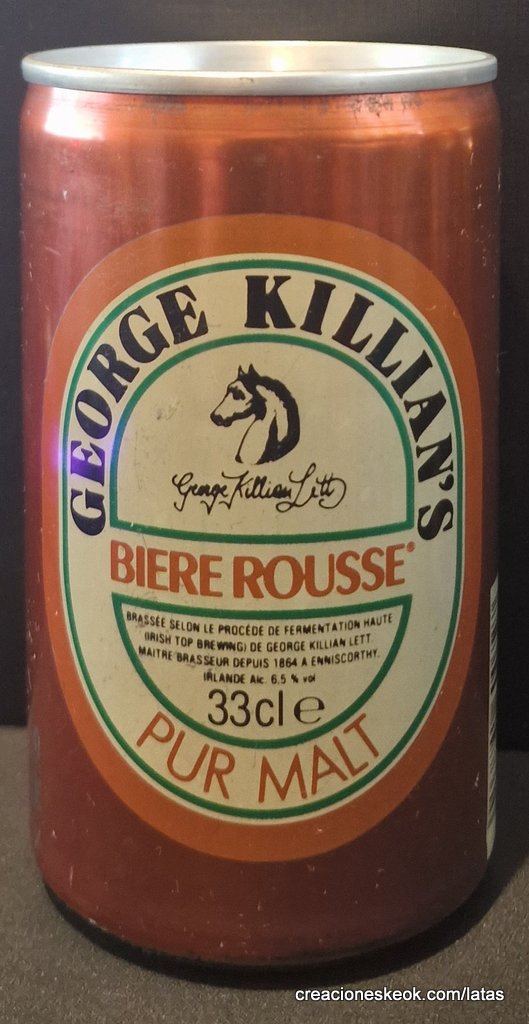 GEORGE KILLIAN'S
George Killian Lett
BIERE ROUSSE
BRASSÉE SELON LE PROCÉDE DE FERMENTATION HAUTE
(IRISH TOP BREWING) DE GEORGE KILLIAN LETT
MAITRE BRASSEUR DEPUIS 1864 A ENNISCORTHY.
IRLANDE Alc. 6,5 % vol
33cl e
PUR MALT
creacioneskeok.com/latas